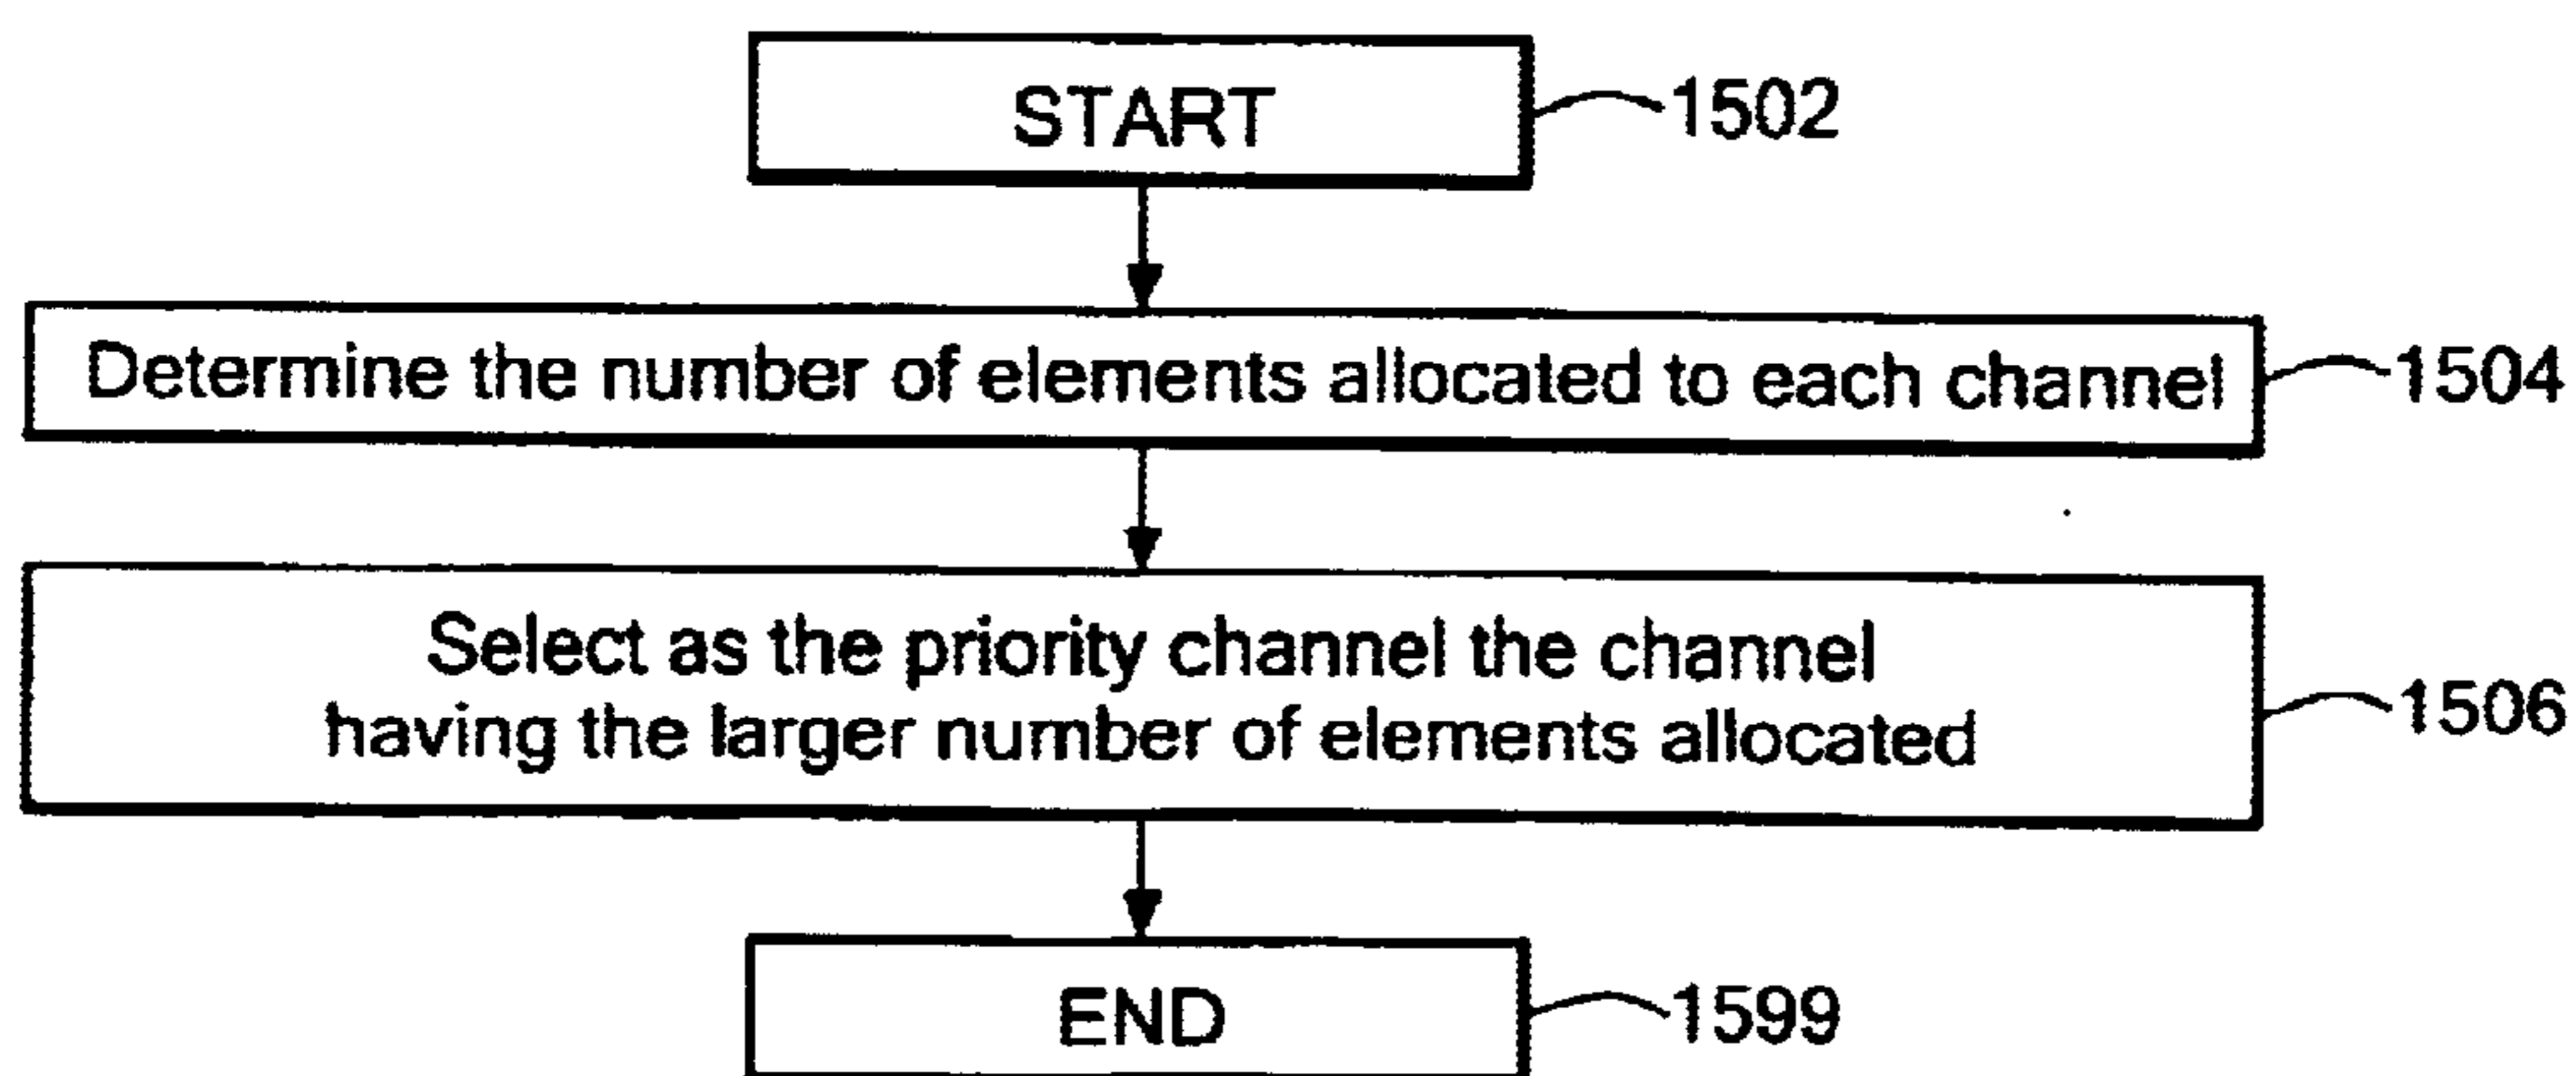 START
1502
Determine the number of elements allocated to each channel
1504
Select as the priority channel the channel
having the larger number of elements allocated
1506
END
1599